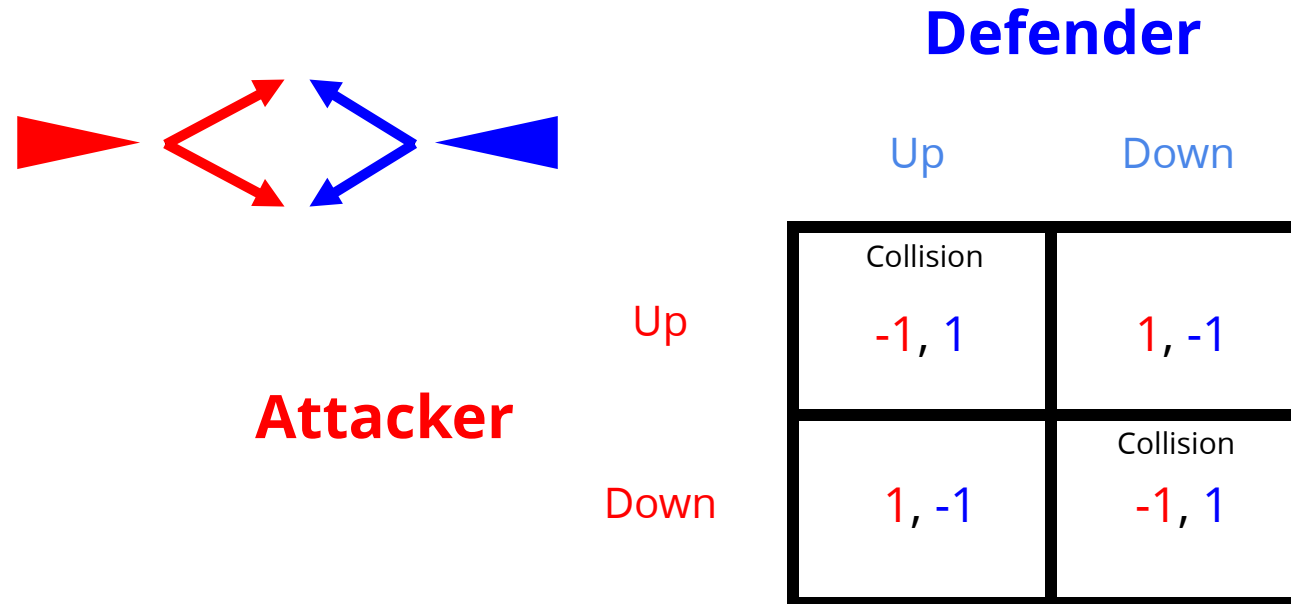 Defender
Up Down
Collision
Up
-1, 1
1, -1
Attacker
Collision
Down
1, -1
-1, 1